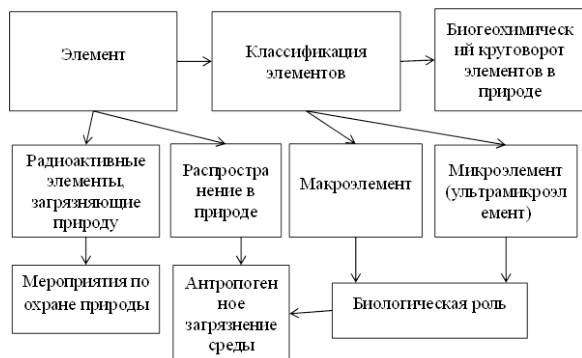 Элемент
Классификация
элементов
Биогеохимическ
ий круговорот
элементов в
природе
Радиоактивные
элементы,
загрязняющие
природу
Распростра
нение в
природе
Макроэлемент
Микроэлемент
(ультрамикроэл
емент)
Мероприятия по
охране природы
Антропоген
ное
загрязнение
среды
Биологическая роль